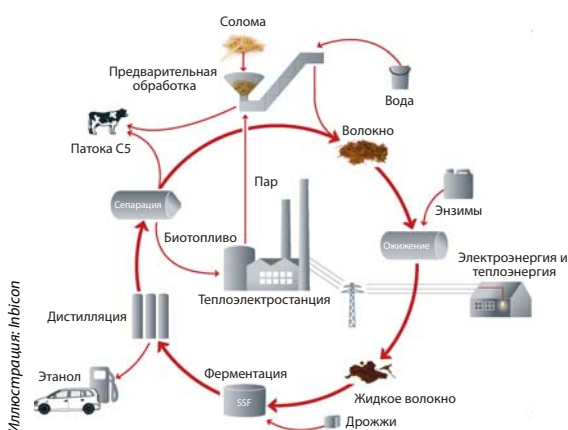 Солома
Предварительная
обработка
Вода
Патока С5
Волокно
Пар
Энзимы
Сепарация
Ожижение
Биотопливо
Электроэнергия и
теплоэнергия
Теплоэлектростанция
Дистилляция
Этанол
Ферментация
SSF
Жидкое волокно
Дрожжи
Иллюстрация: Inbicon